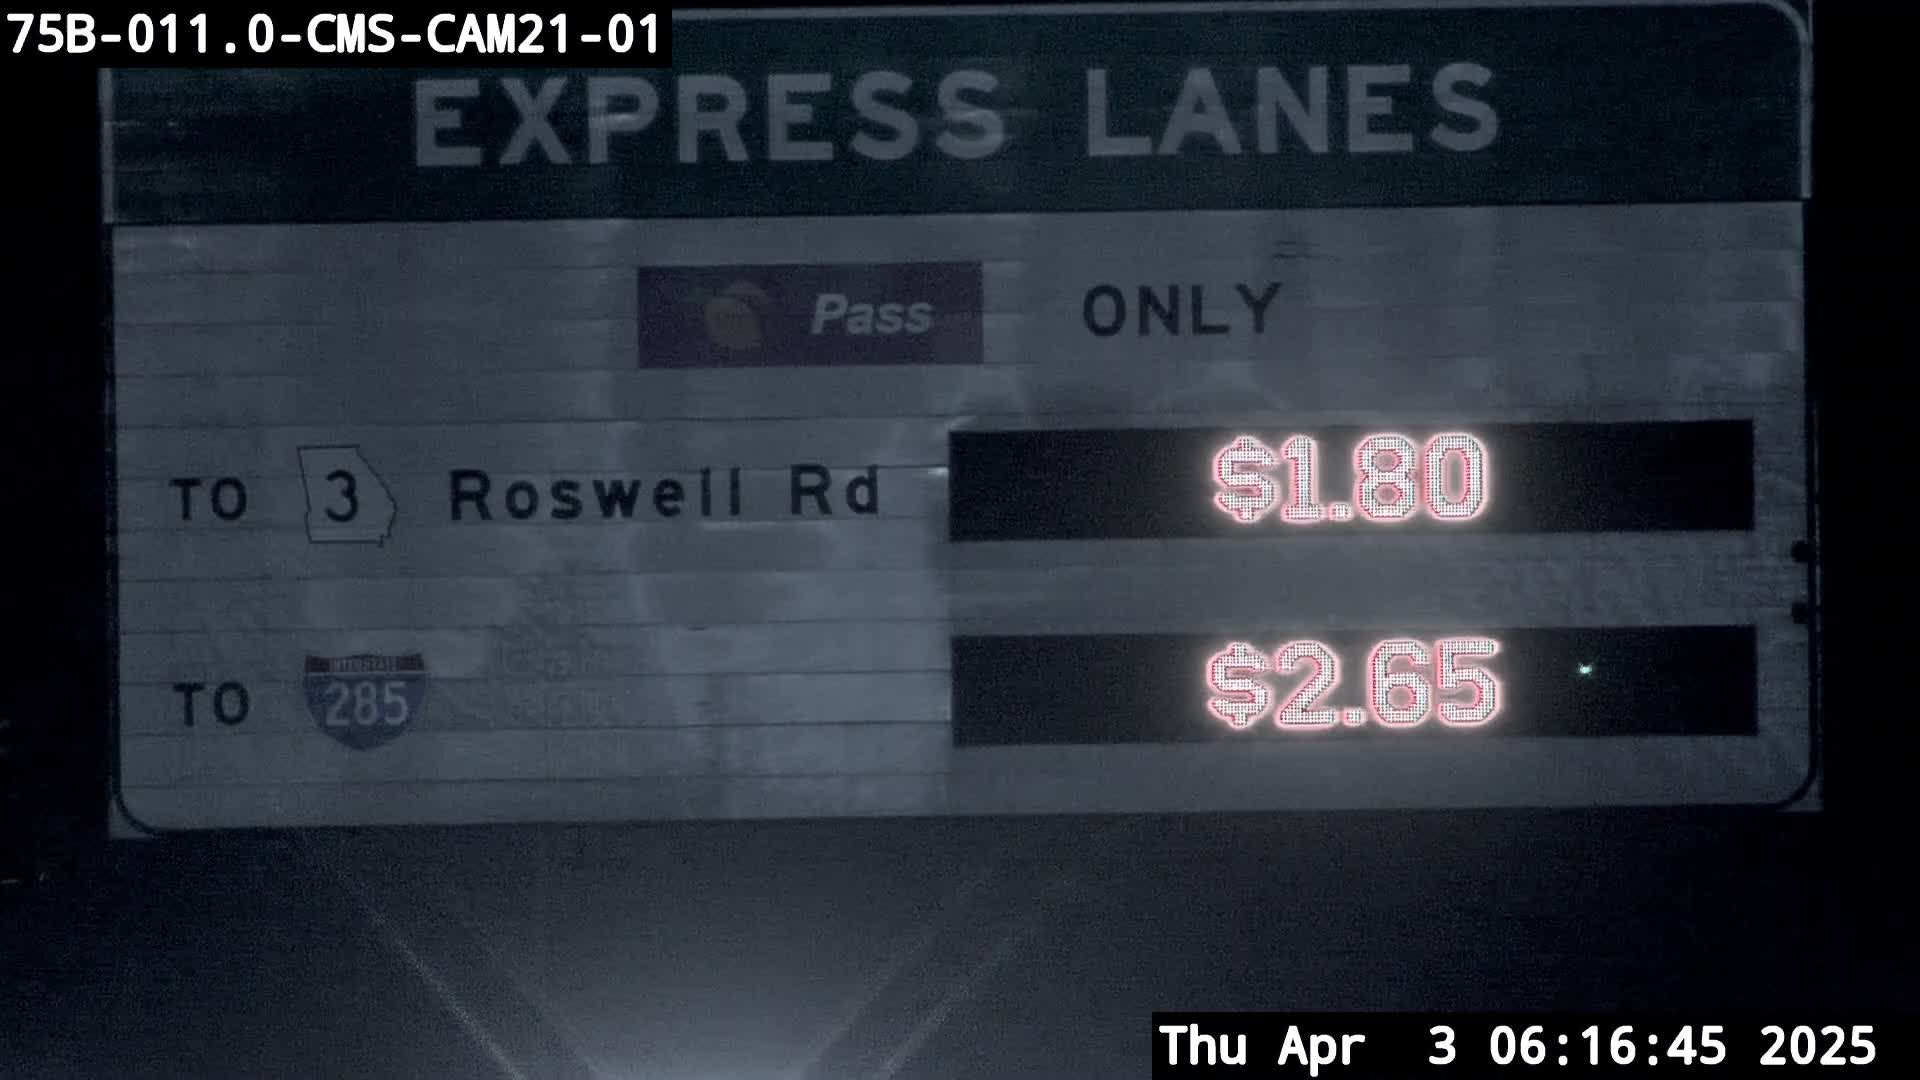 75B-011.0-CMS-CAM21-01
EXPRESS LANES
Pass ONLY
TO 3 Roswell Rd $1.80
INTERSTATE
TO 285 $2.65
Thu Apr 3 06:16:45 2025